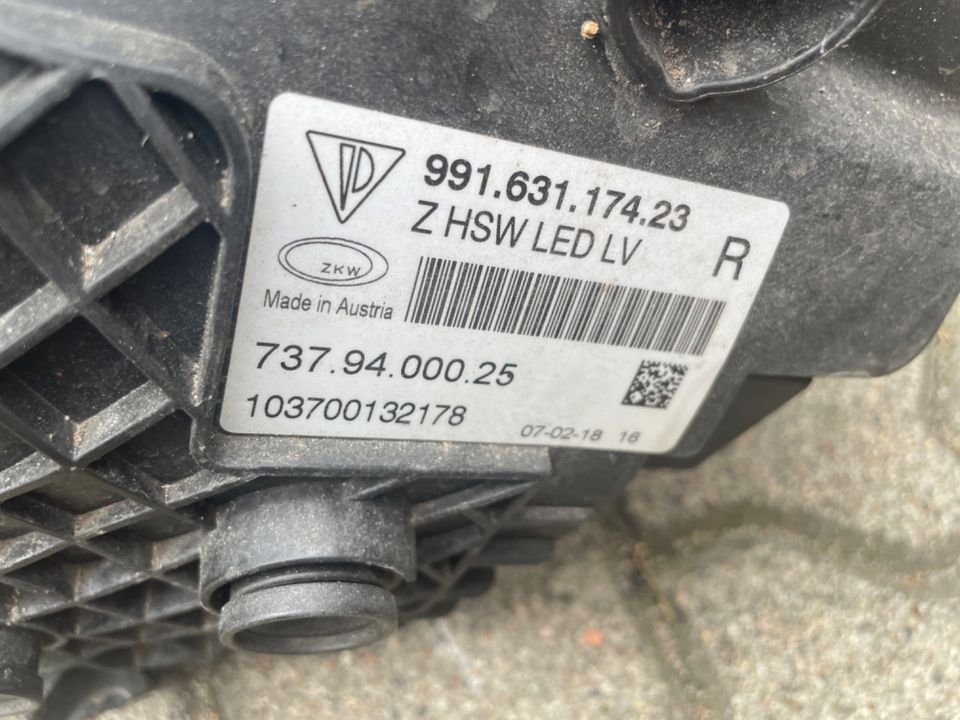 991.631.174.23
Z HSW LED LV
R
ZKW
Made in Austria
737.94.000.25
103700132178
07-02-18 16